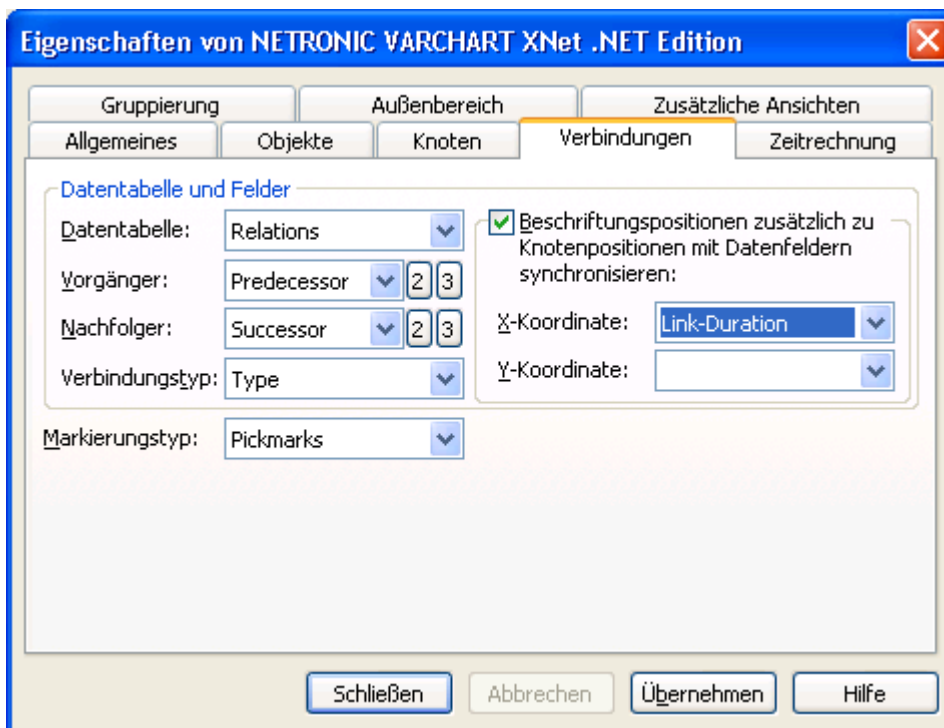 Eigenschaften von NETRONIC VARCHART XNet .NET Edition
Gruppierung Außenbereich Zusätzliche Ansichten
Allgemeines Objekte Knoten Verbindungen Zeitrechnung
Datentabelle und Felder
Datentabelle: Relations
Vorgänger: Predecessor 2 3
Nachfolger: Successor 2 3
Verbindungstyp: Type
Beschriftungspositionen zusätzlich zu
Knotenpositionen mit Datenfeldern
synchronisieren:
X-Koordinate: Link-Duration
Y-Koordinate:
Markierungstyp: Pickmarks
Schließen Abbrechen Übernehmen Hilfe